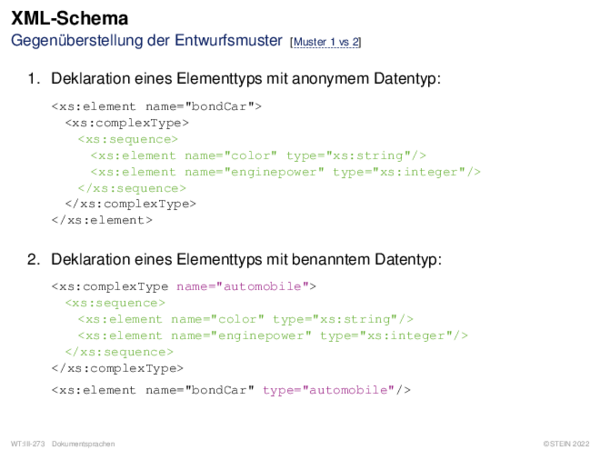 XML-Schema
Gegenüberstellung der Entwurfsmuster [Muster 1 vs 2]
1. Deklaration eines Elementtyps mit anonymem Datentyp:
<xs:element name="bondCar">
<xs:complexType>
<xs:sequence>
<xs:element name="color" type="xs:string"/>
<xs:element name="enginepower" type="xs:integer"/>
</xs:sequence>
</xs:complexType>
</xs:element>
2. Deklaration eines Elementtyps mit benanntem Datentyp:
<xs:complexType name="automobile">
<xs:sequence>
<xs:element name="color" type="xs:string"/>
<xs:element name="enginepower" type="xs:integer"/>
</xs:sequence>
</xs:complexType>
<xs:element name="bondCar" type="automobile"/>
WT:III-273 Dokumentsprachen ©STEIN 2022